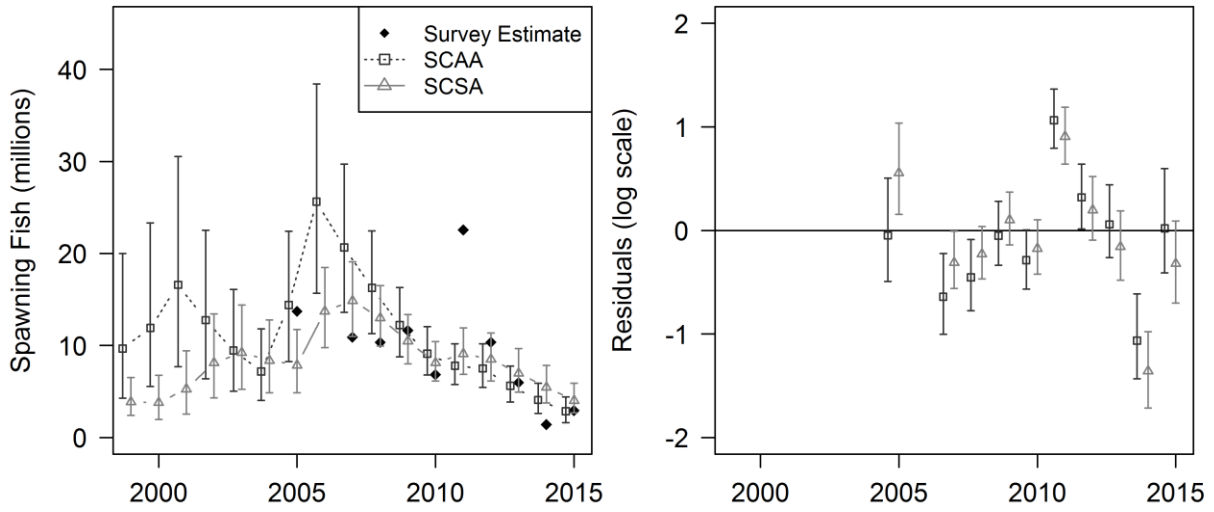 Spawning Fish (millions)
40
30
20
10
0
2000 2005 2010 2015
Survey Estimate
SCAA
SCSA
Residuals (log scale)
2
1
0
-1
-2
2000 2005 2010 2015